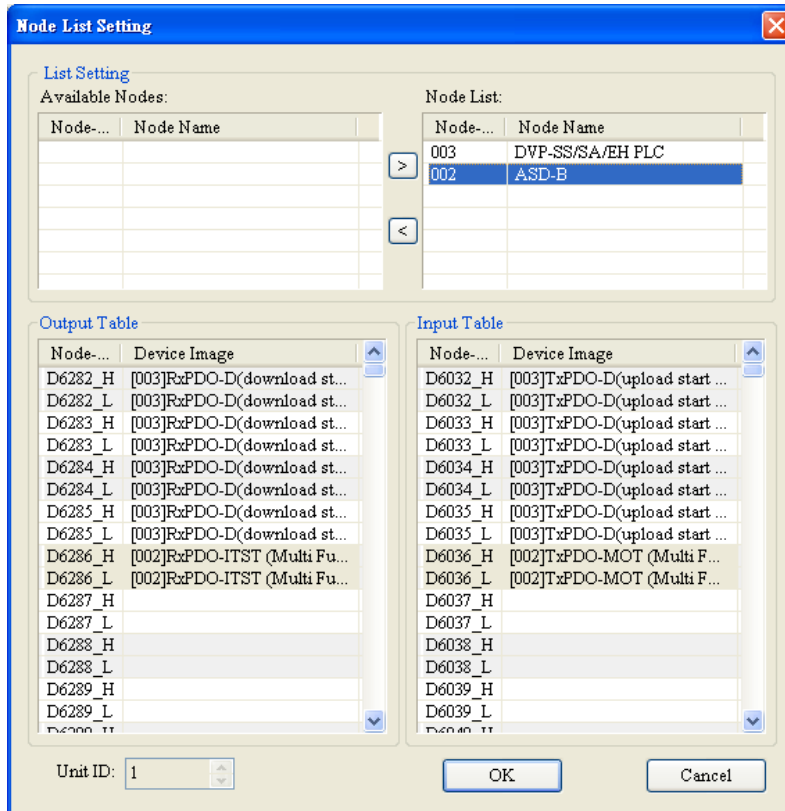 Node List Setting
List Setting
Available Nodes:
Node-... Node Name
>
<
Node List:
Node-... Node Name
003 DVP-SS/SA/EH PLC
002 ASD-B
Output Table
Node-... Device Image
D6282_H [003]RxPDO-D(download st...
D6282_L [003]RxPDO-D(download st...
D6283_H [003]RxPDO-D(download st...
D6283_L [003]RxPDO-D(download st...
D6284_H [003]RxPDO-D(download st...
D6284_L [003]RxPDO-D(download st...
D6285_H [003]RxPDO-D(download st...
D6285_L [003]RxPDO-D(download st...
D6286_H [002]RxPDO-ITST (Multi Fu...
D6286_L [002]RxPDO-ITST (Multi Fu...
D6287_H
D6287_L
D6288_H
D6288_L
D6289_H
D6289_L
Input Table
Node-... Device Image
D6032_H [003]TxPDO-D(upload start ...
D6032_L [003]TxPDO-D(upload start ...
D6033_H [003]TxPDO-D(upload start ...
D6033_L [003]TxPDO-D(upload start ...
D6034_H [003]TxPDO-D(upload start ...
D6034_L [003]TxPDO-D(upload start ...
D6035_H [003]TxPDO-D(upload start ...
D6035_L [003]TxPDO-D(upload start ...
D6036_H [002]TxPDO-MOT (Multi F...
D6036_L [002]TxPDO-MOT (Multi F...
D6037_H
D6037_L
D6038_H
D6038_L
D6039_H
D6039_L
Unit ID: 1
OK
Cancel